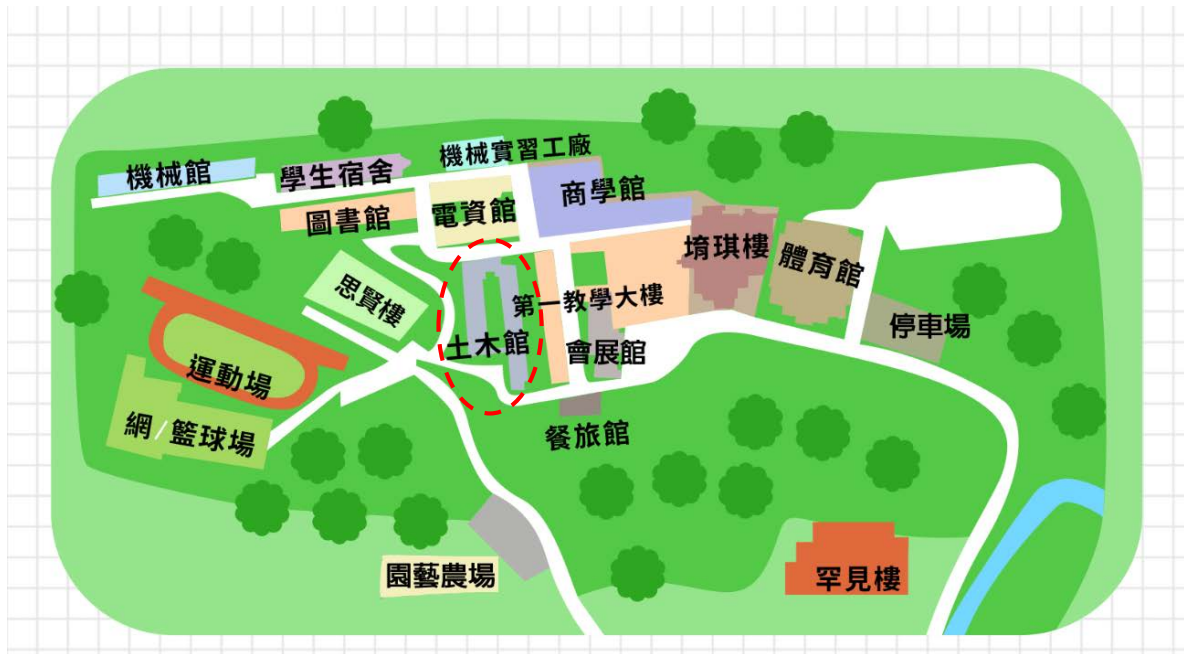 機械館
學生宿舍
機械實習工廠
圖書館
電資館
商學館
堉琪樓
體育館
思賢樓
第一教學大樓
停車場
土木館
會展館
運動場
網/籃球場
餐旅館
園藝農場
罕見樓